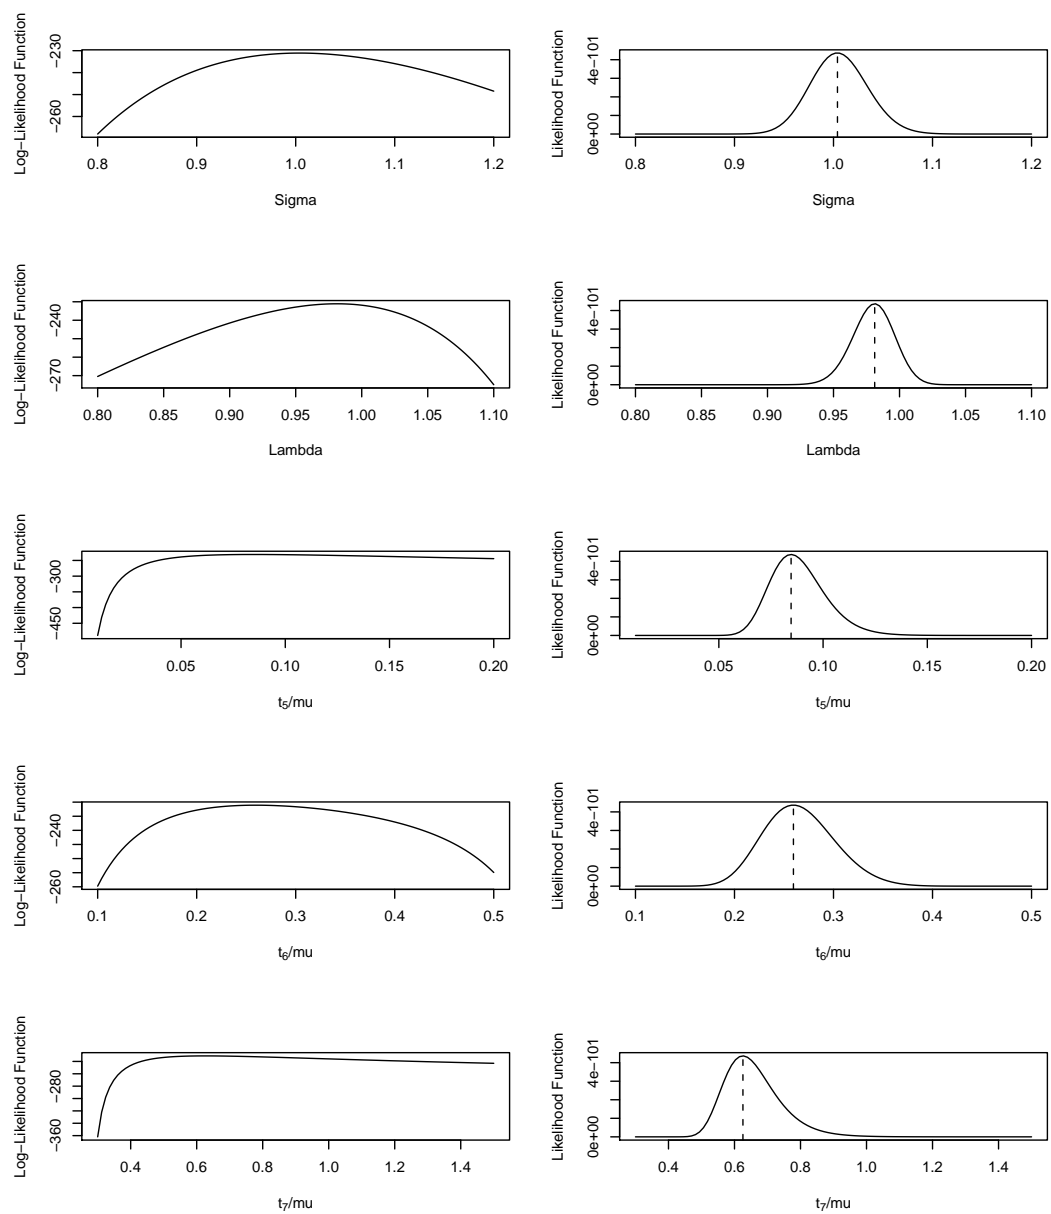 Log−Likelihood Function
−260
−230
0.8 0.9 1.0 1.1 1.2
Sigma
Likelihood Function
0e+00
4e−101
0.8 0.9 1.0 1.1 1.2
Sigma
Log−Likelihood Function
−270
−240
0.80 0.85 0.90 0.95 1.00 1.05 1.10
Lambda
Likelihood Function
0e+00
4e−101
0.80 0.85 0.90 0.95 1.00 1.05 1.10
Lambda
Log−Likelihood Function
−450
−300
0.05 0.10 0.15 0.20
t5/mu
Likelihood Function
0e+00
4e−101
0.05 0.10 0.15 0.20
t5/mu
Log−Likelihood Function
−260
−240
0.1 0.2 0.3 0.4 0.5
t6/mu
Likelihood Function
0e+00
4e−101
0.1 0.2 0.3 0.4 0.5
t6/mu
Log−Likelihood Function
−360
−280
0.4 0.6 0.8 1.0 1.2 1.4
t7/mu
Likelihood Function
0e+00
4e−101
0.4 0.6 0.8 1.0 1.2 1.4
t7/mu